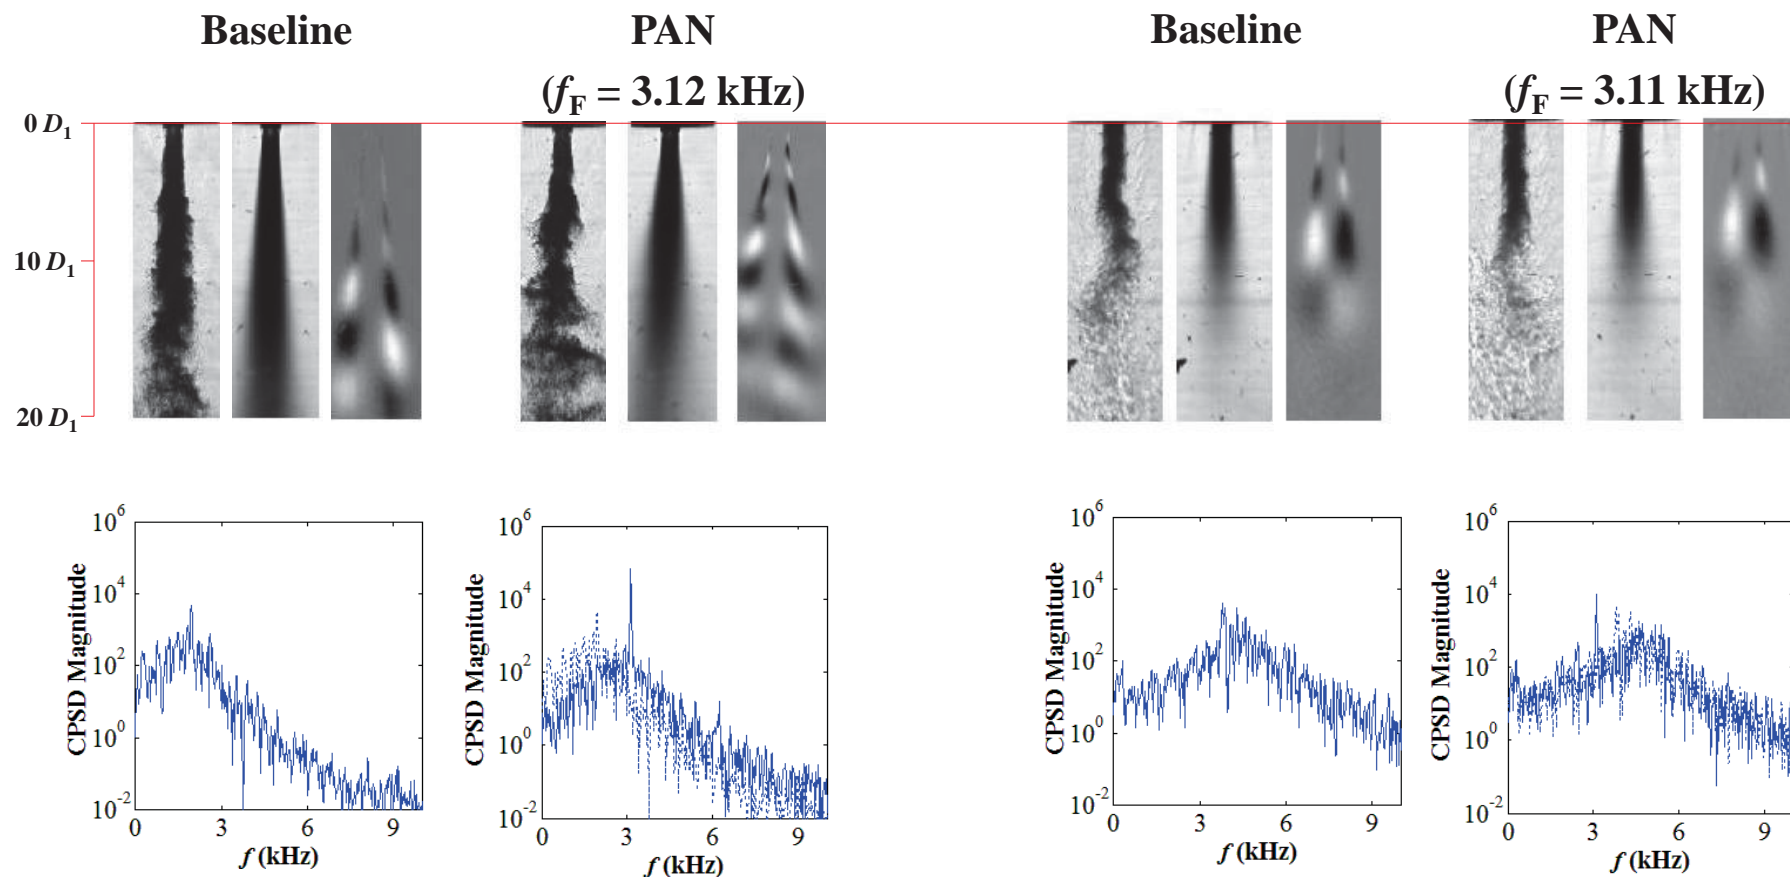 Baseline PAN Baseline PAN
(fF = 3.12 kHz) (fF = 3.11 kHz)
0 D1
10 D1
20 D1
CPSD Magnitude
10^6
10^4
10^2
10^0
10^-2
0 3 6 9
f (kHz)
CPSD Magnitude
10^6
10^4
10^2
10^0
10^-2
0 3 6 9
f (kHz)
CPSD Magnitude
10^6
10^4
10^2
10^0
10^-2
0 3 6 9
f (kHz)
CPSD Magnitude
10^6
10^4
10^2
10^0
10^-2
0 3 6 9
f (kHz)